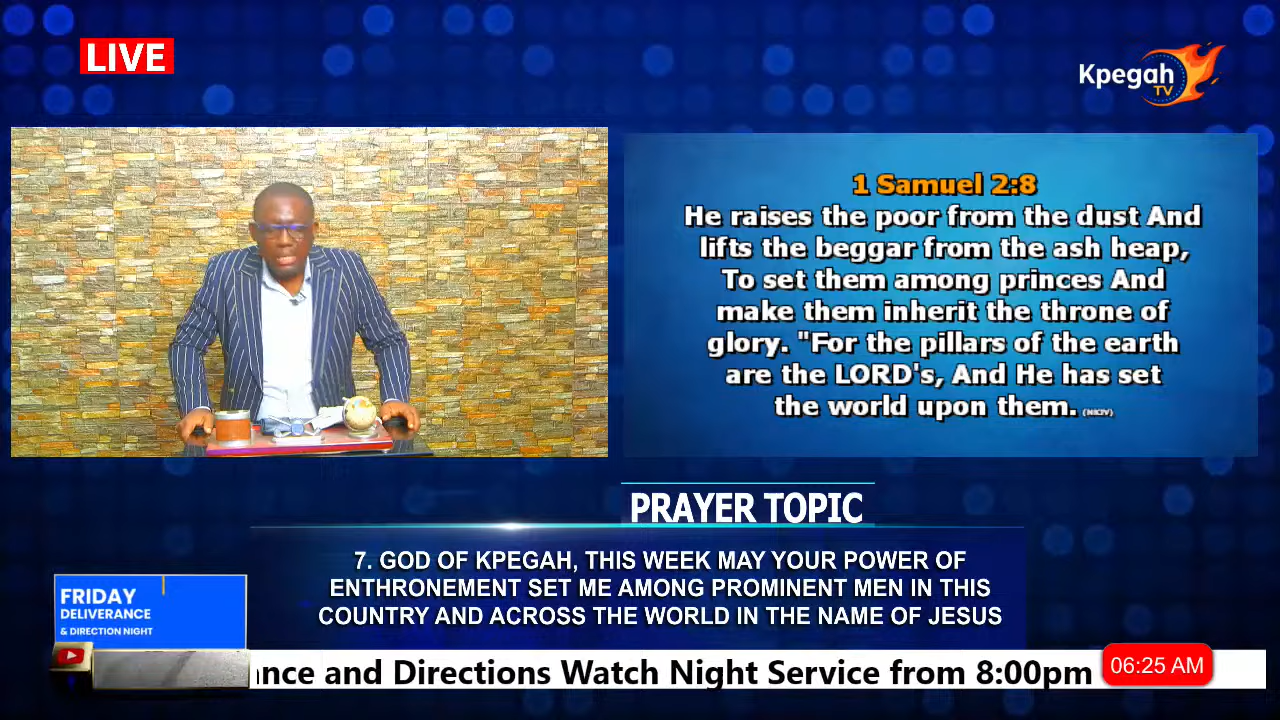 LIVE
Kpegah
TV
1 Samuel 2:8
He raises the poor from the dust And
lifts the beggar from the ash heap,
To set them among princes And
make them inherit the throne of
glory. "For the pillars of the earth
are the LORD's, And He has set
the world upon them. (NKJV)
PRAYER TOPIC
7. GOD OF KPEGAH, THIS WEEK MAY YOUR POWER OF
ENTHRONEMENT SET ME AMONG PROMINENT MEN IN THIS
COUNTRY AND ACROSS THE WORLD IN THE NAME OF JESUS
FRIDAY
DELIVERANCE
& DIRECTION NIGHT
ance and Directions Watch Night Service from 8:00pm
06:25 AM